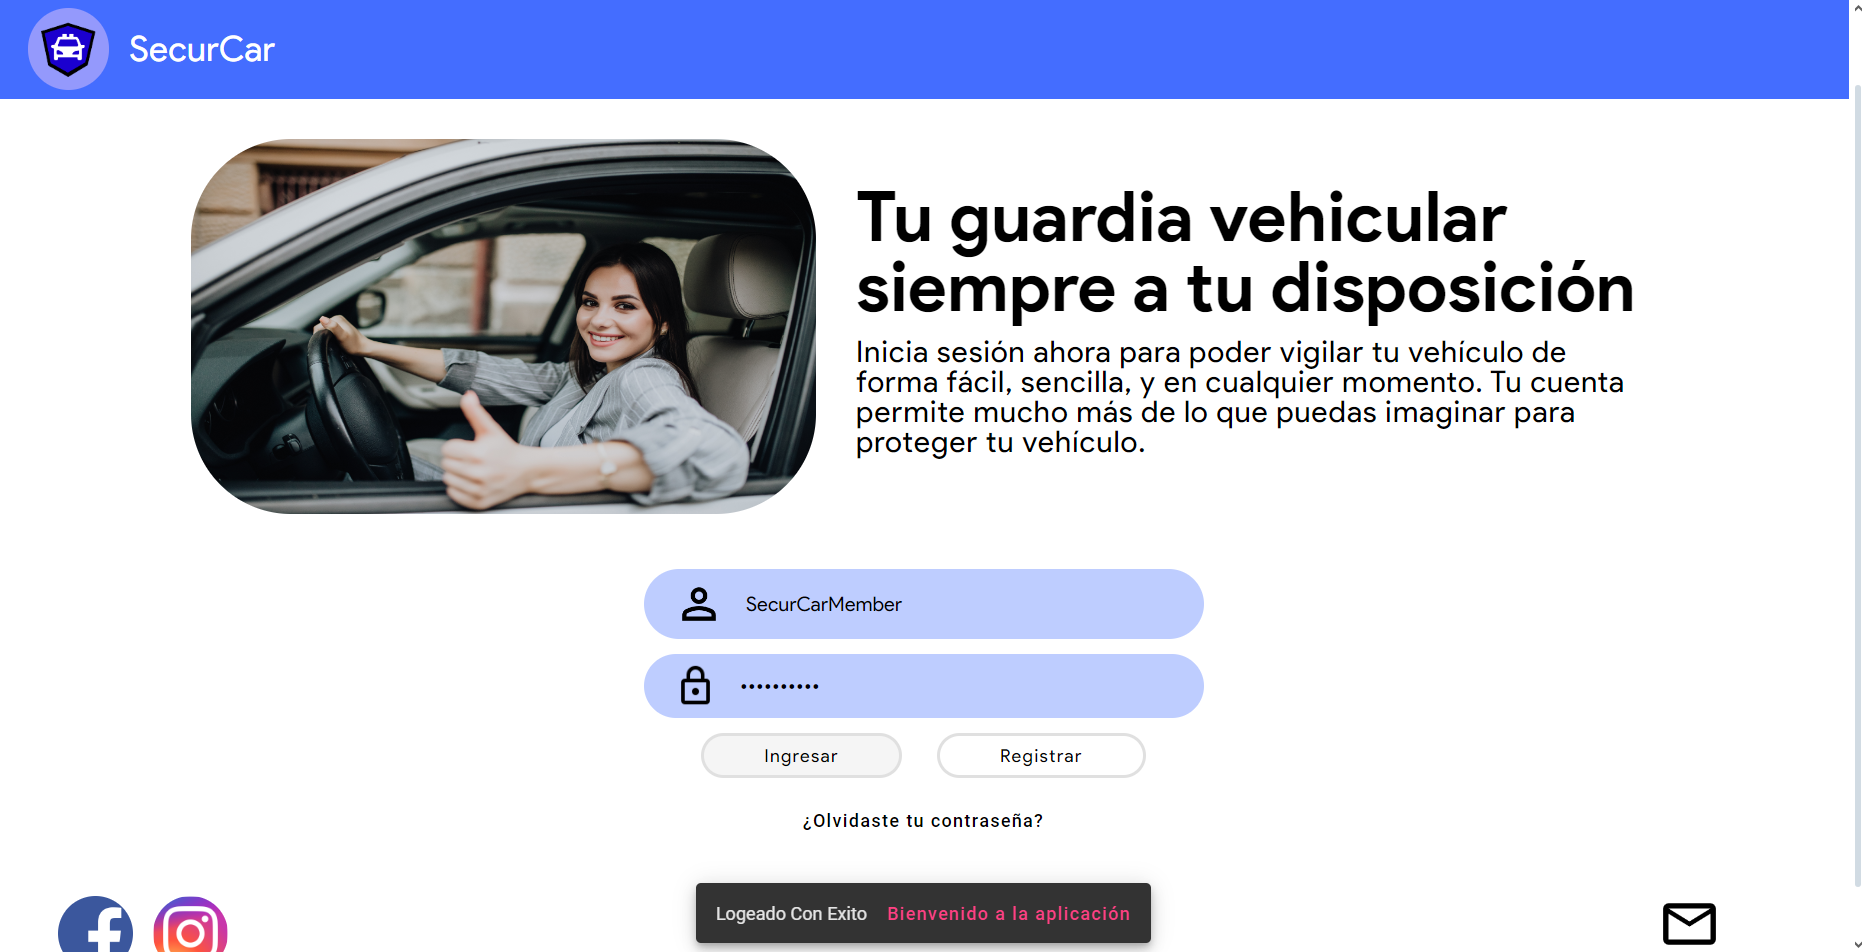 SecurCar
Tu guardia vehicular
siempre a tu disposición
Inicia sesión ahora para poder vigilar tu vehículo de
forma fácil, sencilla, y en cualquier momento. Tu cuenta
permite mucho más de lo que puedas imaginar para
proteger tu vehículo.
SecurCarMember
••••••••••
Ingresar
Registrar
¿Olvidaste tu contraseña?
Logeado Con Exito Bienvenido a la aplicación